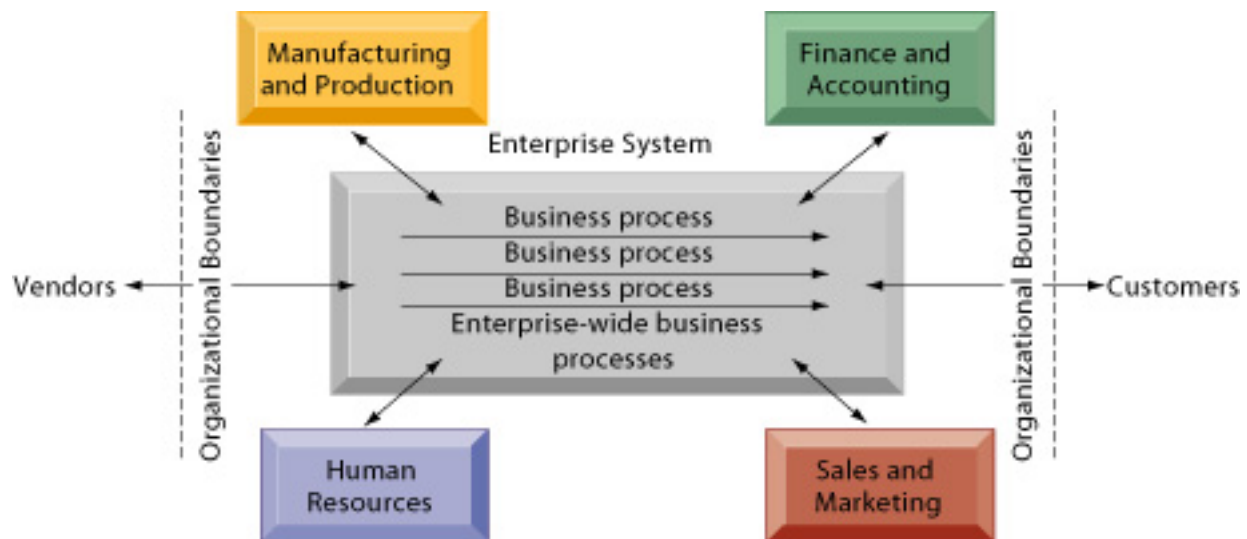 Manufacturing
and Production
Finance and
Accounting
Enterprise System
Organizational Boundaries
Business process
Business process
Business process
Enterprise-wide business
processes
Vendors
Organizational Boundaries
Customers
Human
Resources
Sales and
Marketing